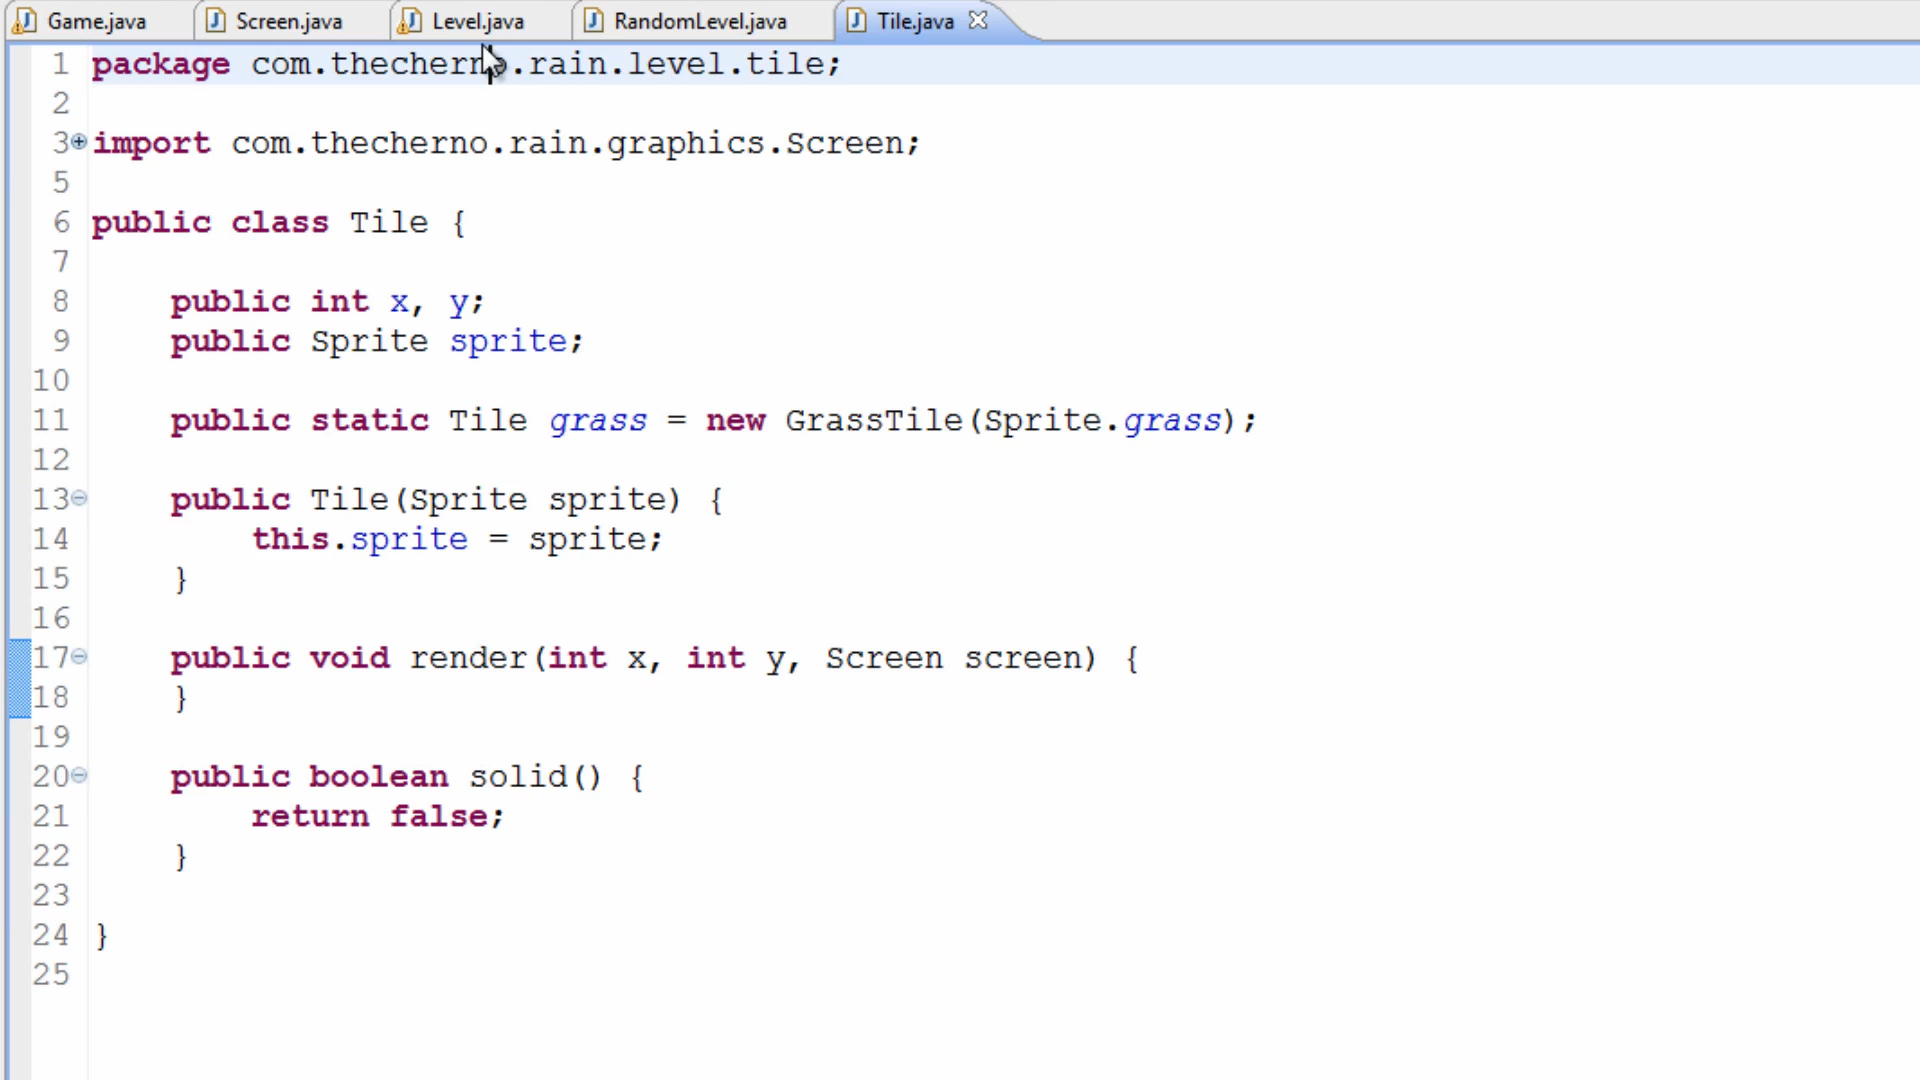 Game.java Screen.java Level.java RandomLevel.java Tile.java
1 package com.thecherno.rain.level.tile;
2
3 import com.thecherno.rain.graphics.Screen;
5
6 public class Tile {
7
8 public int x, y;
9 public Sprite sprite;
10
11 public static Tile grass = new GrassTile(Sprite.grass);
12
13 public Tile(Sprite sprite) {
14 this.sprite = sprite;
15 }
16
17 public void render(int x, int y, Screen screen) {
18 }
19
20 public boolean solid() {
21 return false;
22 }
23
24 }
25